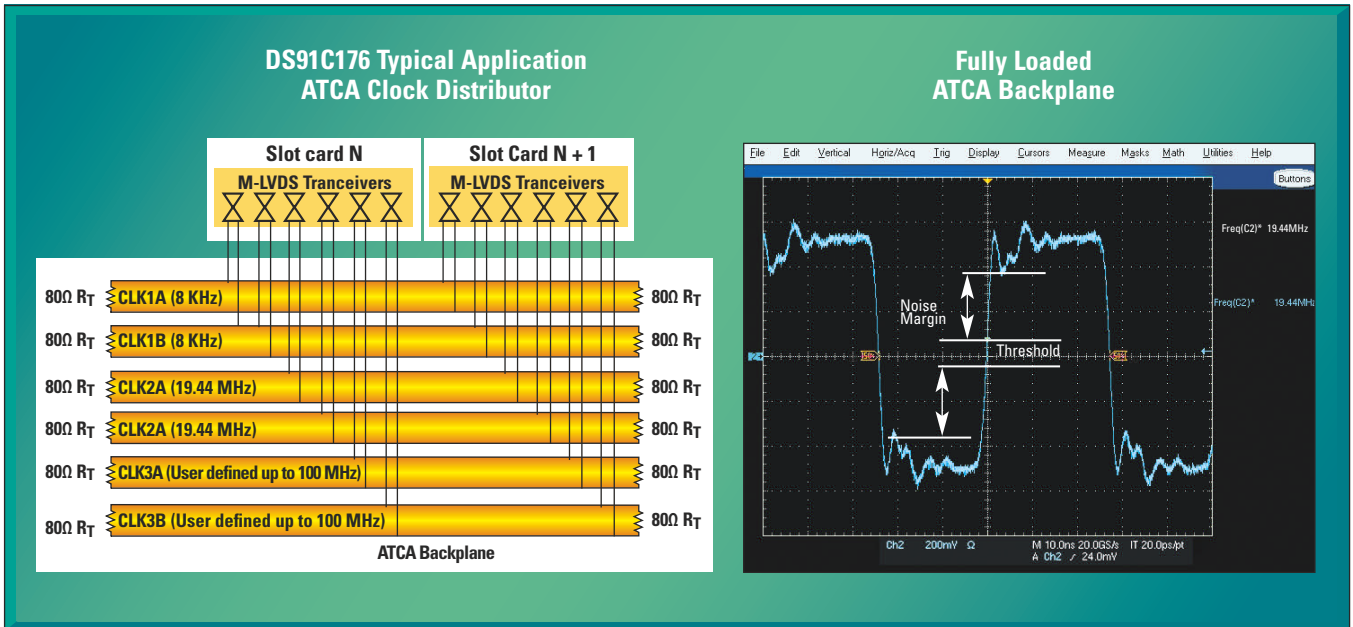 DS91C176 Typical Application
ATCA Clock Distributor
Slot card N
Slot Card N + 1
M-LVDS Tranceivers
M-LVDS Tranceivers
80Ω RT
CLK1A (8 KHz)
80Ω RT
80Ω RT
CLK1B (8 KHz)
80Ω RT
80Ω RT
CLK2A (19.44 MHz)
80Ω RT
80Ω RT
CLK2A (19.44 MHz)
80Ω RT
80Ω RT
CLK3A (User defined up to 100 MHz)
80Ω RT
80Ω RT
CLK3B (User defined up to 100 MHz)
80Ω RT
ATCA Backplane
Fully Loaded
ATCA Backplane
File Edit Vertical Horiz/Acq Trig Display Cursors Measure Masks Math Utilities Help
Buttons
Freq(C2)* 19.44MHz
Freq(C2)* 19.44MHz
Noise
Margin
Threshold
Ch2 200mV Ω M 10.0ns 20.0GS/s IT 20.0ps/pt
A Ch2 ⌿ 24.0mV